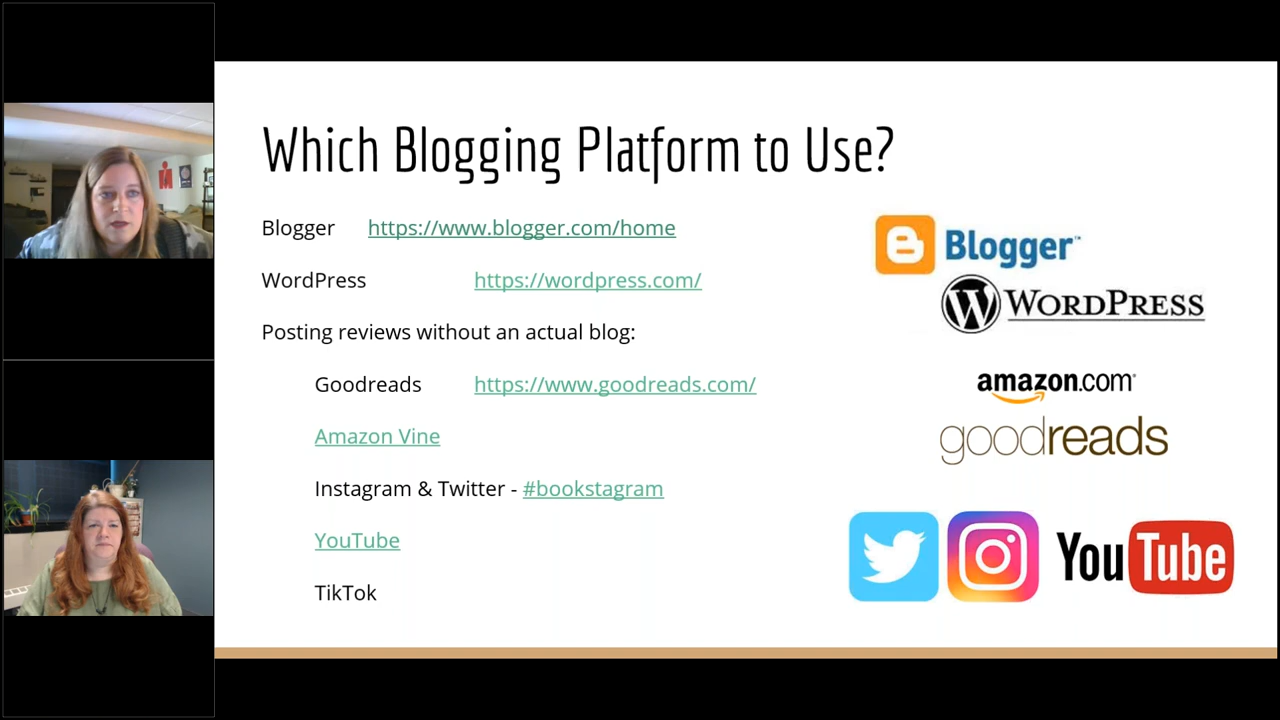 Which Blogging Platform to Use?
Blogger https://www.blogger.com/home
WordPress https://wordpress.com/
Posting reviews without an actual blog:
Goodreads https://www.goodreads.com/
Amazon Vine
Instagram & Twitter - #bookstagram
YouTube
TikTok
Blogger™
WORDPRESS
amazon.com®
goodreads
YouTube